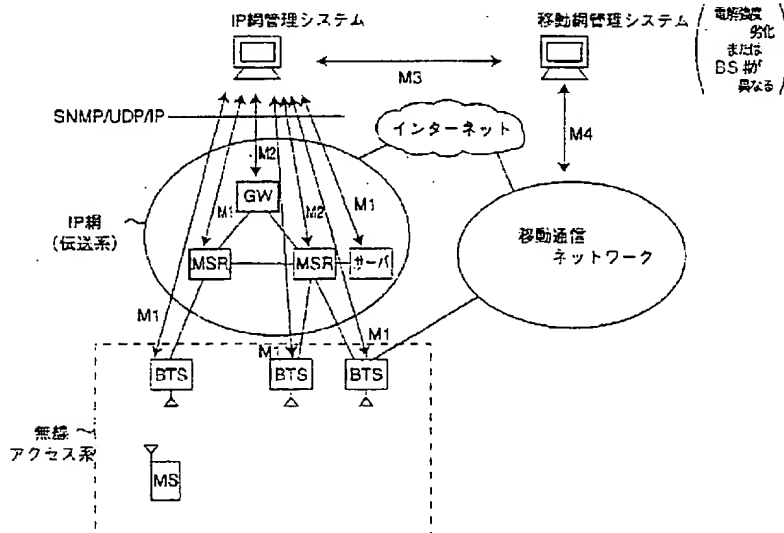 IP網管理システム
移動網管理システム
電解強度
劣化
または
BS数が
異なる
M3
SNMP/UDP/IP
インターネット
M4
M2
GW
M1
M2
M1
IP網
(伝送系)
MSR
MSR
サーバ
移動通信
ネットワーク
M1
M1
M1
BTS
BTS
BTS
無線
アクセス系
MS